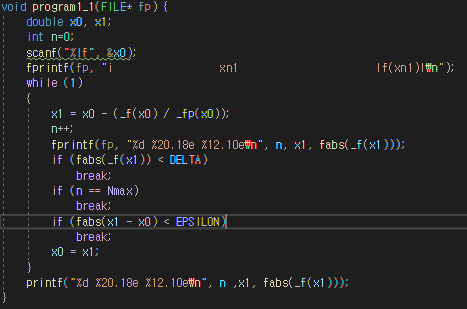 void program1_1(FILE* fp) {
    double x0, x1;
    int n=0;
    scanf("%lf", &x0);
    fprintf(fp, "i                    xn1                    |f(xn1)|₩n");
    while (1)
    {
        x1 = x0 - (_f(x0) / _fp(x0));
        n++;
        fprintf(fp, "%d %20.18e %12.10e₩n", n, x1, fabs(_f(x1)));
        if (fabs(_f(x1)) < DELTA)
            break;
        if (n == Nmax)
            break;
        if (fabs(x1 - x0) < EPSILON)
            break;
        x0 = x1;
    }
    printf("%d %20.18e %12.10e₩n", n ,x1, fabs(_f(x1)));
}